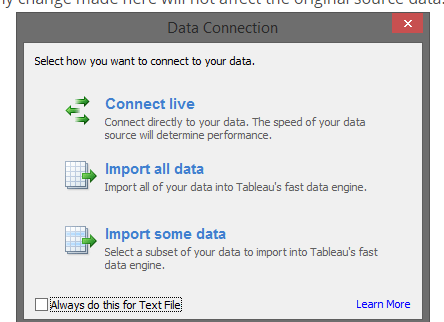 y change made here will not affect the original source data.
Data Connection
Select how you want to connect to your data.
Connect live
Connect directly to your data. The speed of your data
source will determine performance.
Import all data
Import all of your data into Tableau's fast data engine.
Import some data
Select a subset of your data to import into Tableau's fast
data engine.
Always do this for Text File
Learn More